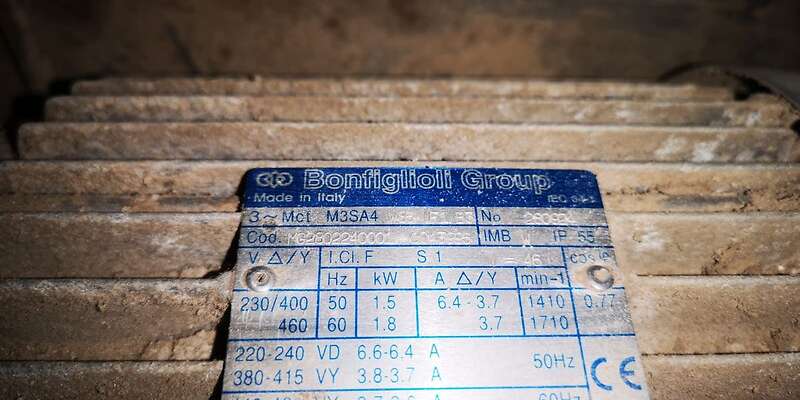 Bonfiglioli Group
Made in Italy IEC 34-1
3~Mot M3SA4 No
Cod. IMB IP 55
V Δ/Y I.Cl.F S 1
Hz kW A Δ/Y min-1
230/400 50 1.5 6.4-3.7 1410 0.77
460 60 1.8 3.7 1710
220-240 VD 6.6-6.4 A 50Hz
380-415 VY 3.8-3.7 A CE
60Hz